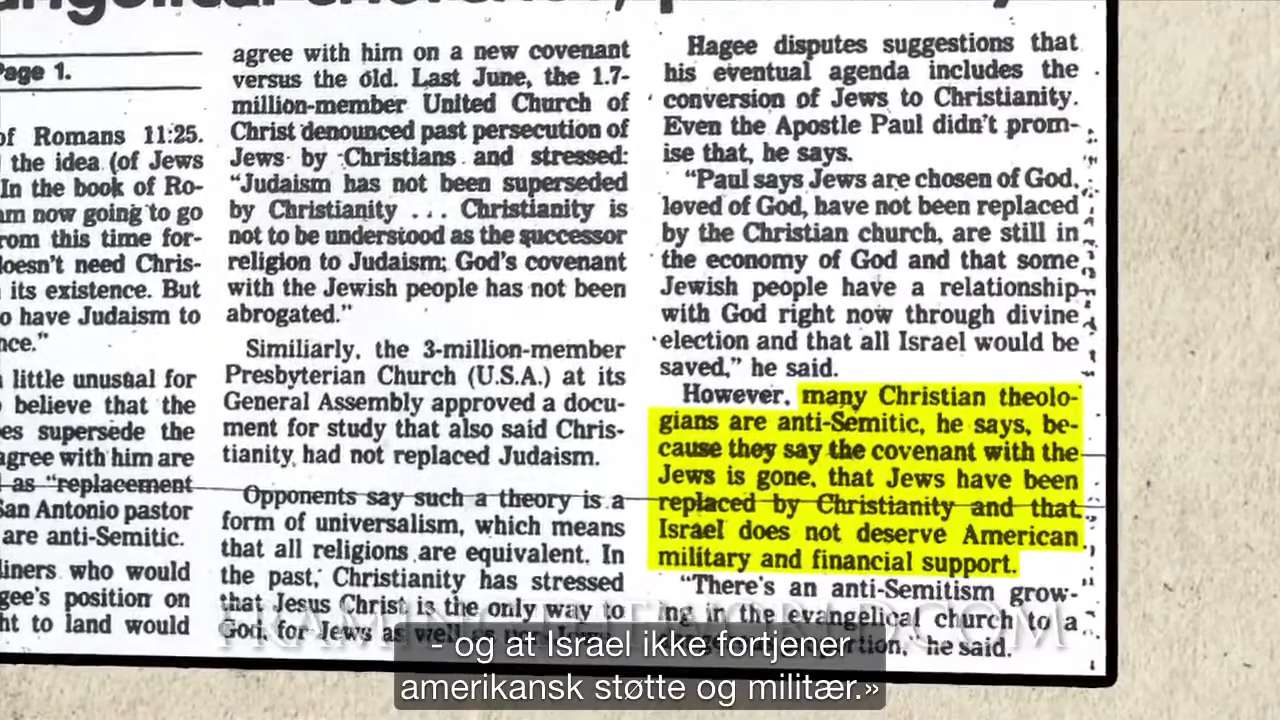 Page 1.
of Romans 11:25.
the idea (of Jews
In the book of Ro-
am now going to go
rom this time for-
doesn't need Chris-
its existence. But
o have Judaism to
nce."
little unusual for
believe that the
es supersede the
agree with him are
as "replacement
San Antonio pastor
are anti-Semitic.
liners who would
gee's position on
ht to land would
agree with him on a new covenant
versus the old. Last June, the 1.7-
million-member United Church of
Christ denounced past persecution of
Jews by Christians and stressed:
"Judaism has not been superseded
by Christianity ... Christianity is
not to be understood as the successor
religion to Judaism; God's covenant
with the Jewish people has not been
abrogated."
Similiarly, the 3-million-member
Presbyterian Church (U.S.A.) at its
General Assembly approved a docu-
ment for study that also said Chris-
tianity had not replaced Judaism.
Opponents say such a theory is a
form of universalism, which means
that all religions are equivalent. In
the past, Christianity has stressed
that Jesus Christ is the only way to
God, for Jews as well
Hagee disputes suggestions that
his eventual agenda includes the
conversion of Jews to Christianity.
Even the Apostle Paul didn't prom-
ise that, he says.
"Paul says Jews are chosen of God,
loved of God, have not been replaced
by the Christian church, are still in
the economy of God and that some
Jewish people have a relationship
with God right now through divine
election and that all Israel would be
saved," he said.
However, many Christian theolo-
gians are anti-Semitic, he says, be-
cause they say the covenant with the
Jews is gone, that Jews have been
replaced by Christianity and that
Israel does not deserve American
military and financial support.
"There's an anti-Semitism grow-
ing in the evangelical church to a
he said.
- og at Israel ikke fortjener
amerikansk støtte og militær.»